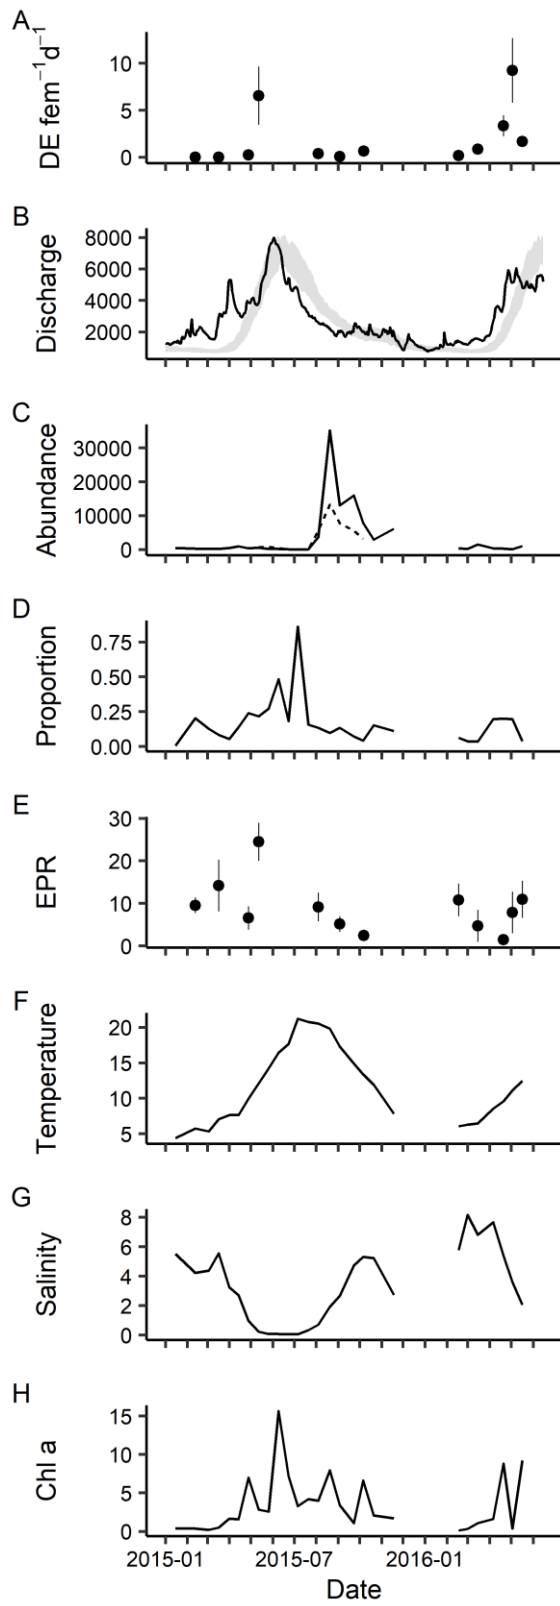 A
DE fem⁻¹d⁻¹
10
5
0
B
Discharge
8000
6000
4000
2000
C
Abundance
30000
20000
10000
0
D
Proportion
0.75
0.50
0.25
0.00
E
EPR
30
20
10
0
F
Temperature
20
15
10
5
G
Salinity
8
6
4
2
0
H
Chl a
15
10
5
0
2015-01 2015-07 2016-01
Date